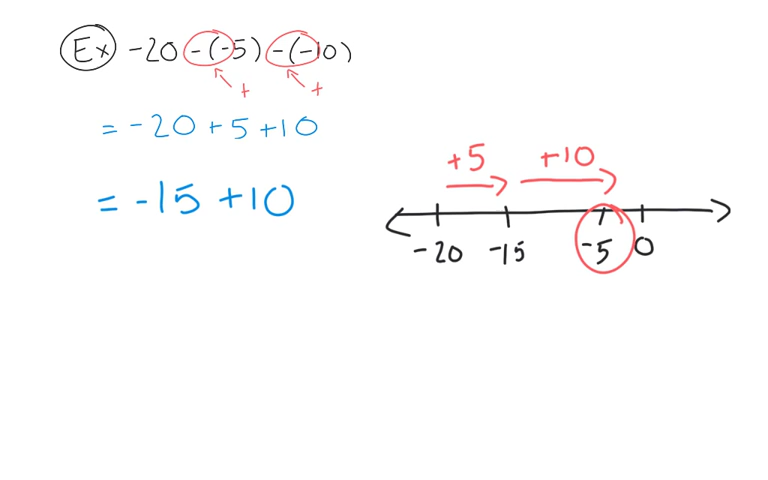 Ex -20 -(-5) -(-10)
+ +
= -20 + 5 + 10
= -15 + 10
+5 +10
-20 -15 -5 0